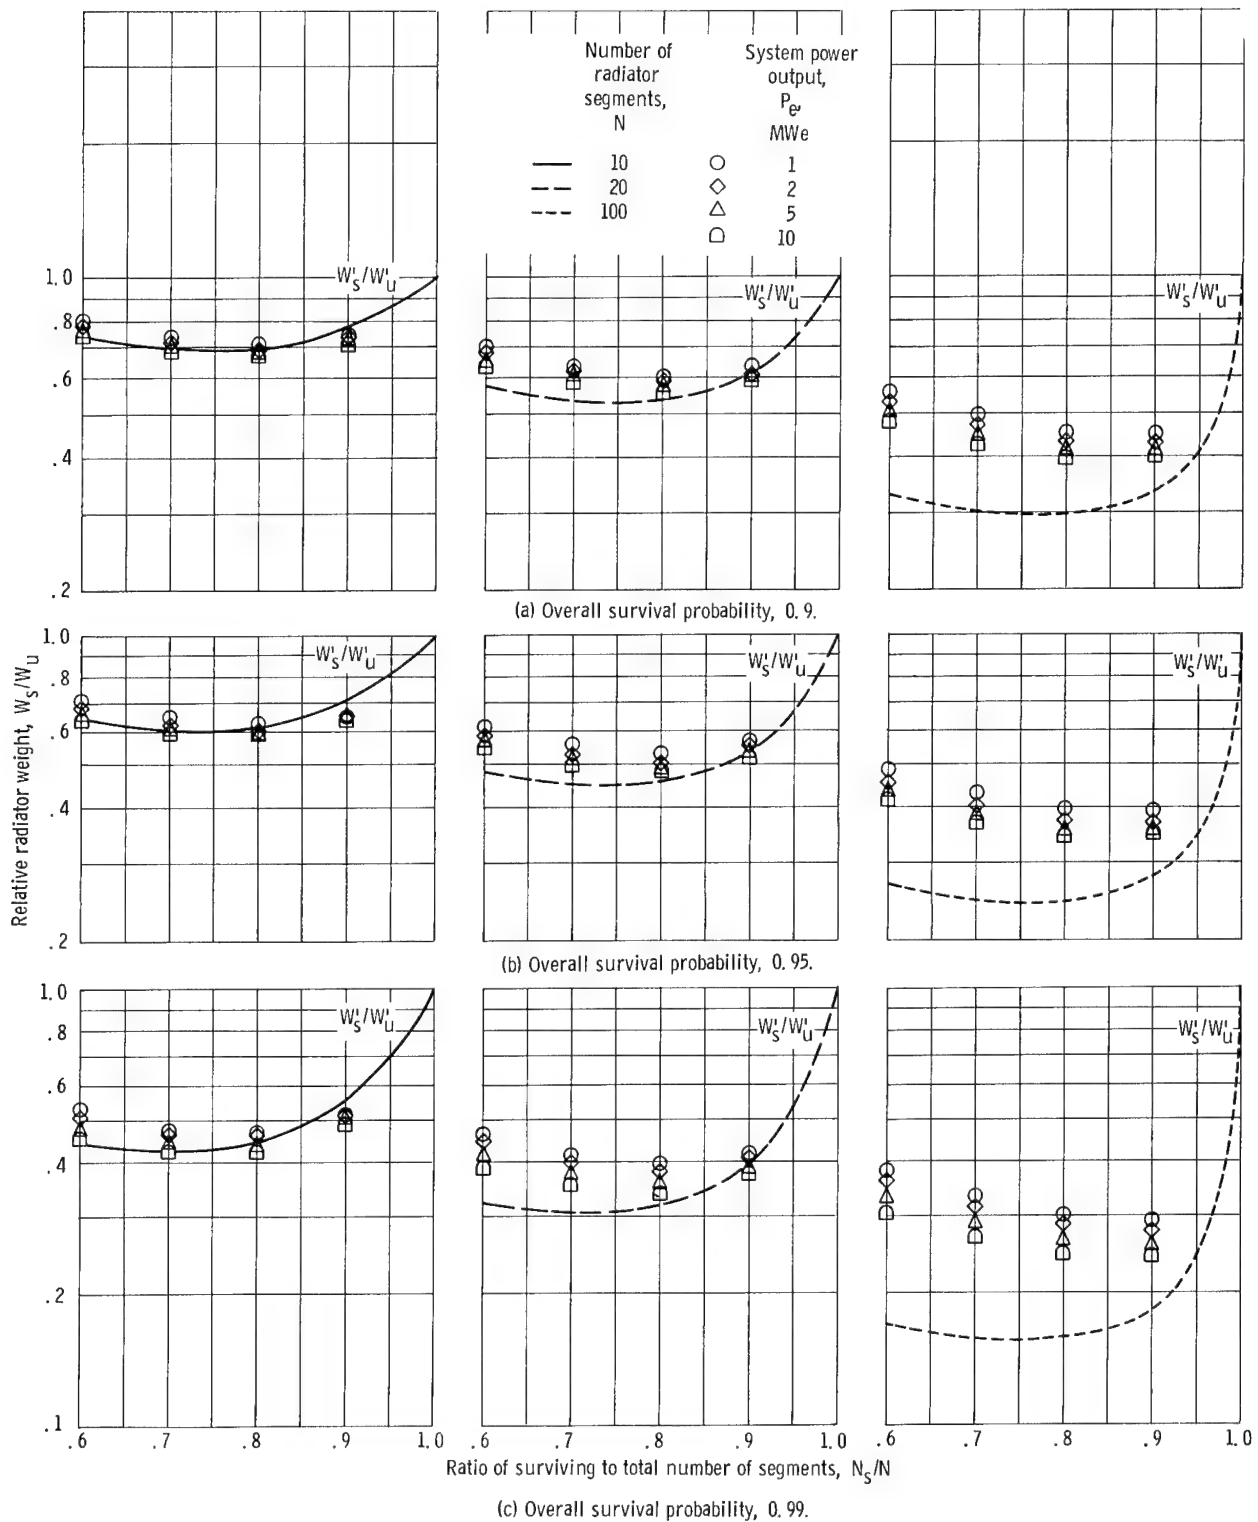 Number of
radiator
segments,
N
System power
output,
Pe,
MWe
10
20
100
1
2
5
10
1.0
.8
.6
.4
.2
W's/W'u
W's/W'u
W's/W'u
(a) Overall survival probability, 0.9.
Relative radiator weight, Ws/Wu
1.0
.8
.6
.4
.2
W's/W'u
W's/W'u
W's/W'u
(b) Overall survival probability, 0.95.
1.0
.8
.6
.4
.2
.1
W's/W'u
W's/W'u
W's/W'u
.6 .7 .8 .9 1.0
.6 .7 .8 .9 1.0
.6 .7 .8 .9 1.0
Ratio of surviving to total number of segments, Ns/N
(c) Overall survival probability, 0.99.